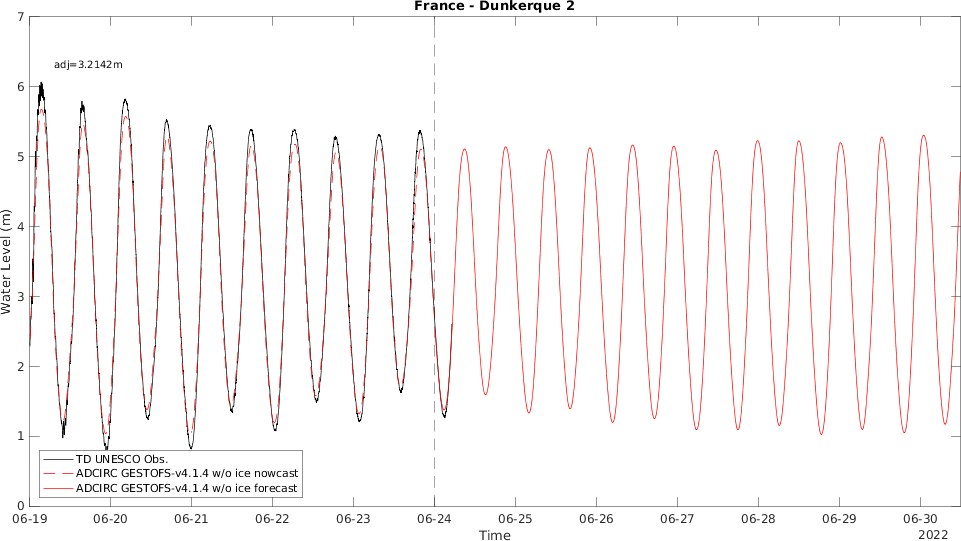 France - Dunkerque 2
adj=3.2142m
Water Level (m)
7
6
5
4
3
2
1
0
TD UNESCO Obs.
ADCIRC GESTOFS-v4.1.4 w/o ice nowcast
ADCIRC GESTOFS-v4.1.4 w/o ice forecast
06-19 06-20 06-21 06-22 06-23 06-24 06-25 06-26 06-27 06-28 06-29 06-30
Time
2022